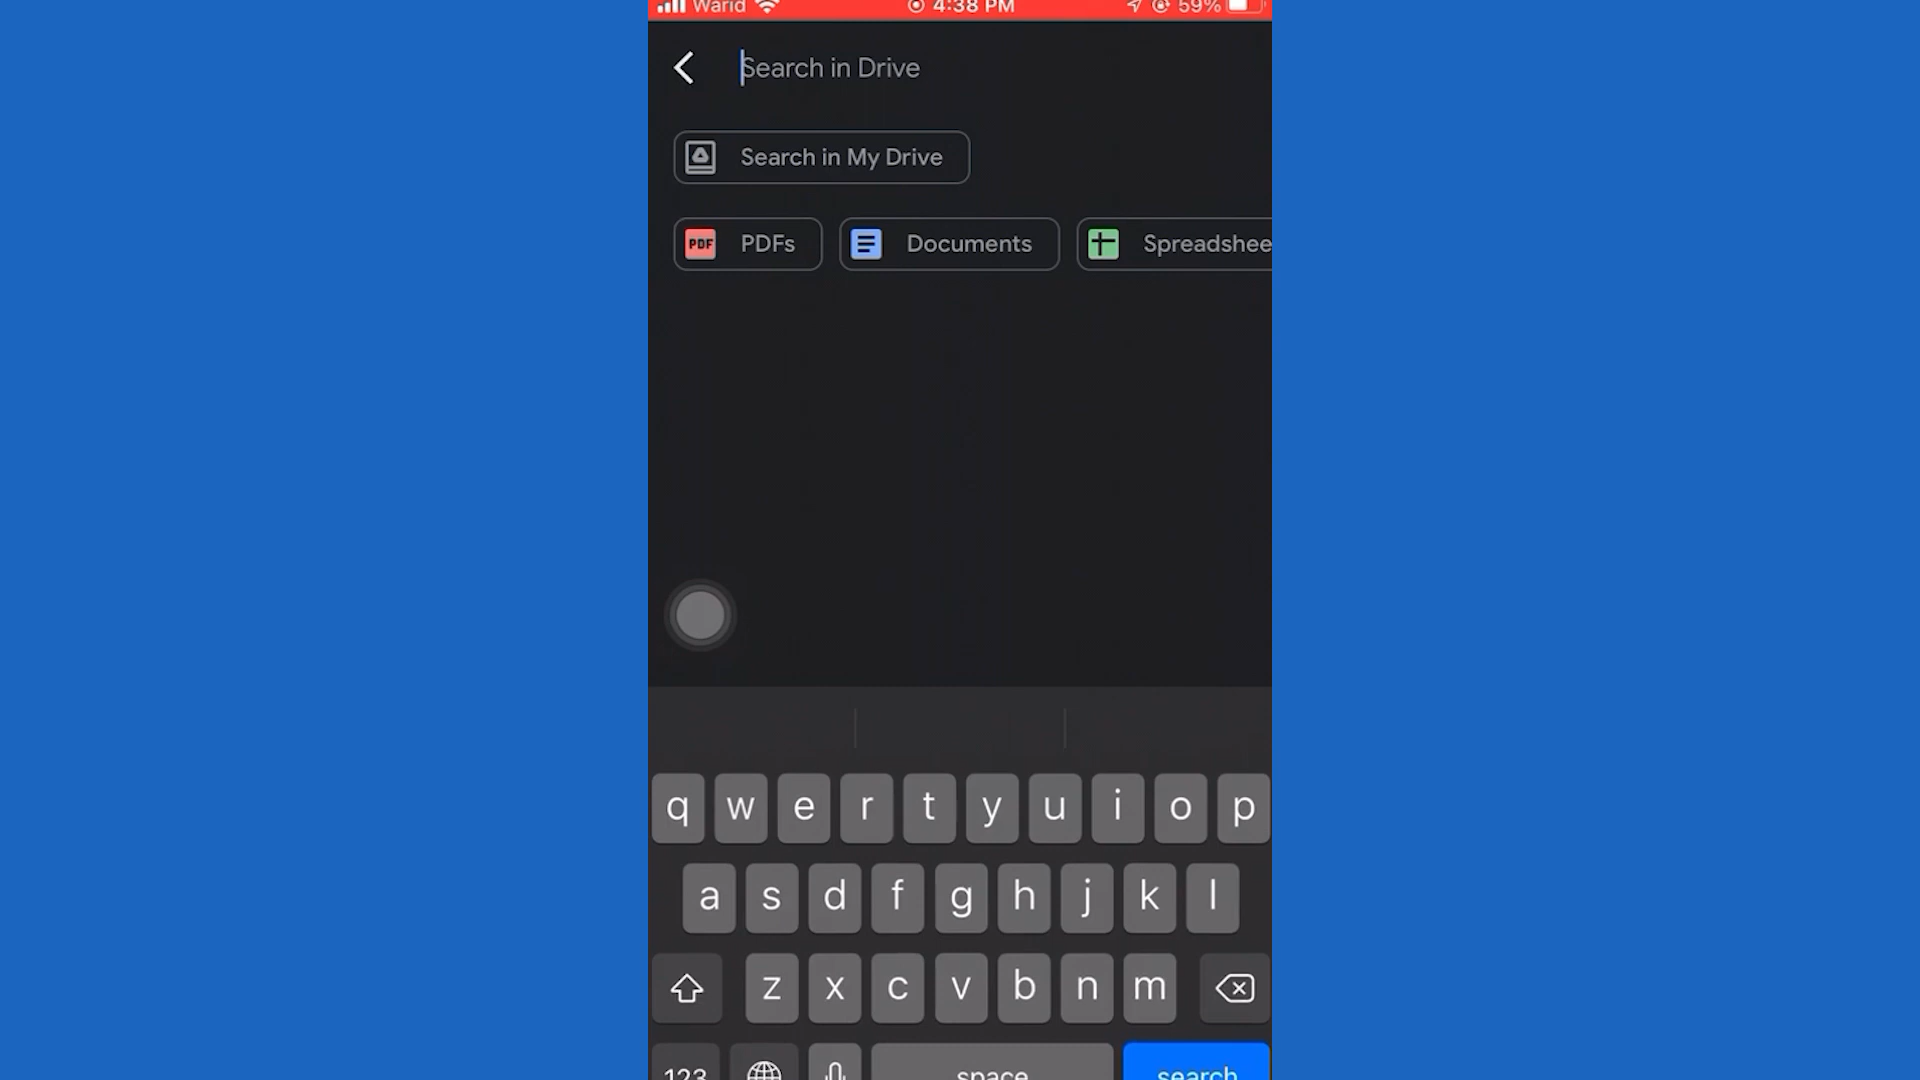 Warid 4:38 PM 59%
Search in Drive
Search in My Drive
PDF PDFs Documents Spreadshee
q w e r t y u i o p
a s d f g h j k l
z x c v b n m
123 space search